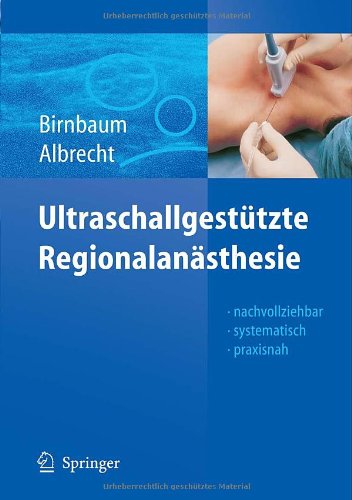 Urheberrechtlich geschütztes Material
Birnbaum
Albrecht
Ultraschallgestützte
Regionalanästhesie
· nachvollziehbar
· systematisch
· praxisnah
Springer
Urheberrechtlich geschütztes Material